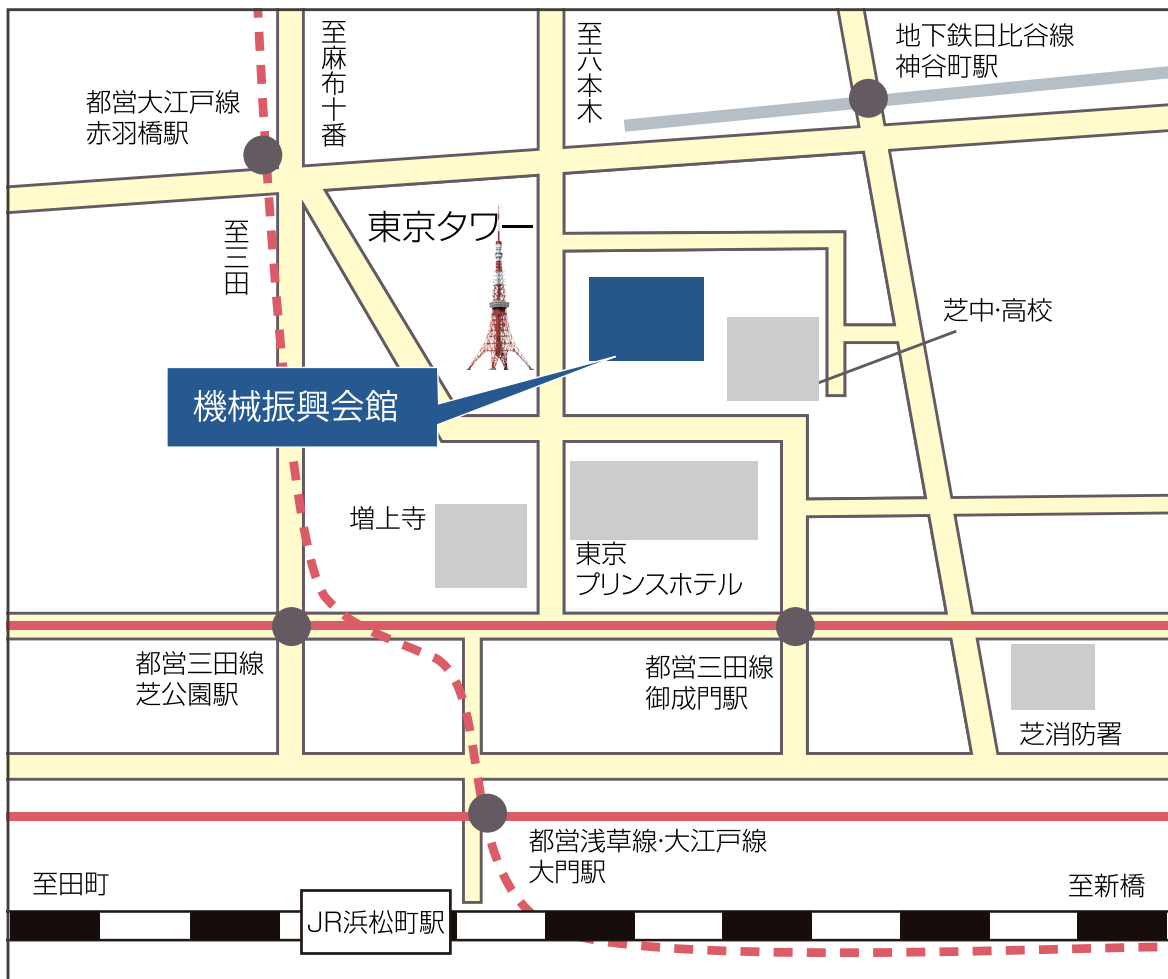 至麻布十番
至六本木
地下鉄日比谷線
神谷町駅
都営大江戸線
赤羽橋駅
東京タワー
至三田
芝中・高校
機械振興会館
増上寺
東京
プリンスホテル
都営三田線
芝公園駅
都営三田線
御成門駅
芝消防署
都営浅草線・大江戸線
大門駅
至田町
至新橋
JR浜松町駅